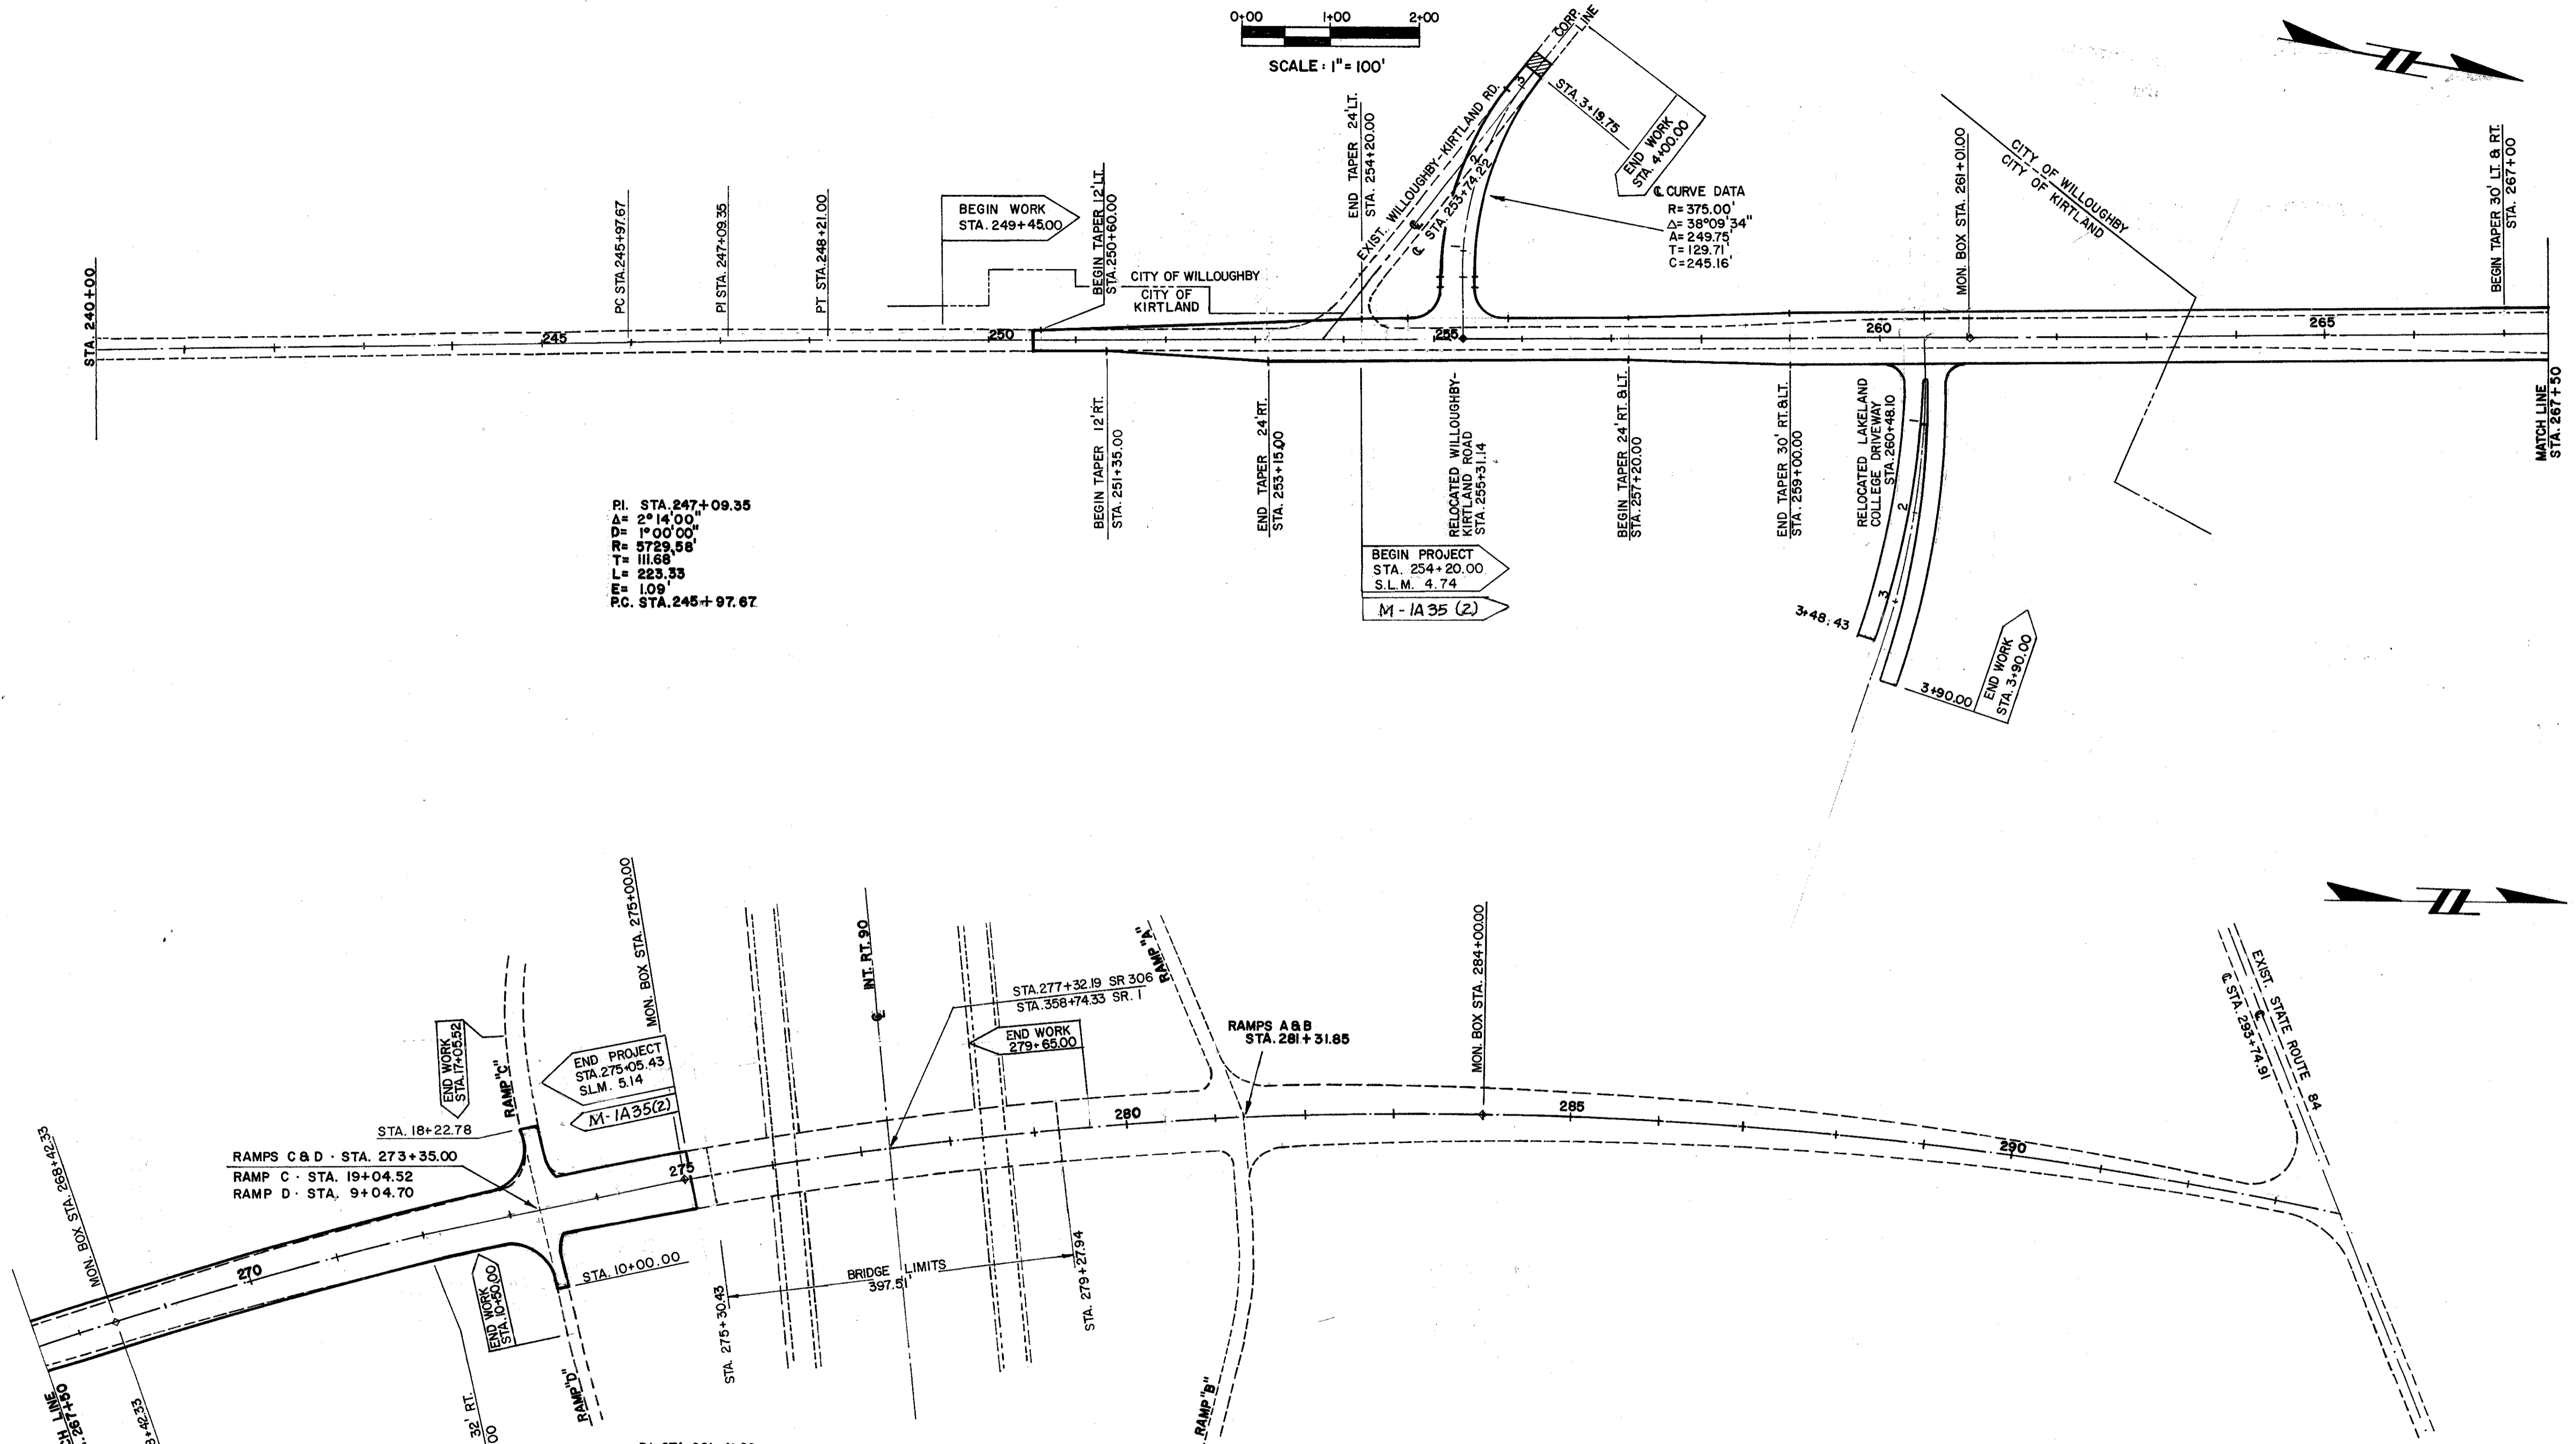 0+00 1+00 2+00
SCALE : 1" = 100'
CORP.
LINE
STA. 3+19.75
END WORK
STA. 4+00.00
EXIST. WILLOUGHBY-KIRTLAND RD.
℄ STA. 253+74.22
2
3
℄ CURVE DATA
R= 375.00'
Δ= 38°09'34"
A= 249.75'
T= 129.71'
C= 245.16'
STA. 240+00
PC STA. 245+97.67
PI STA. 247+09.35
PT STA. 248+21.00
BEGIN WORK
STA. 249+45.00
BEGIN TAPER 12' LT.
STA. 250+60.00
CITY OF WILLOUGHBY
CITY OF
KIRTLAND
END TAPER 24' LT.
STA. 254+20.00
MON. BOX STA. 261+01.00
CITY OF WILLOUGHBY
CITY OF KIRTLAND
BEGIN TAPER 30' LT. & RT.
STA. 267+00
245
250
255
260
265
BEGIN TAPER 12' RT.
STA. 251+35.00
END TAPER 24' RT.
STA. 253+15.00
RELOCATED WILLOUGHBY-
KIRTLAND ROAD
STA. 255+31.14
BEGIN TAPER 24' RT. & LT.
STA. 257+20.00
END TAPER 30' RT. & LT.
STA. 259+00.00
RELOCATED LAKELAND
COLLEGE DRIVEWAY
STA. 260+48.10
MATCH LINE
STA. 267+50
BEGIN PROJECT
STA. 254+20.00
S.L.M. 4.74
M-1A35 (2)
P.I. STA. 247+09.35
Δ= 2°14'00"
D= 1°00'00"
R= 5729.58'
T= 111.68'
L= 223.33
E= 1.09'
P.C. STA. 245+97.67
1
2
3
3+48.43
3+90.00
END WORK
STA. 3+90.00
MON. BOX STA. 268+42.33
END WORK
STA. 17+05.52
RAMP "C"
MON. BOX STA. 275+00.00
END PROJECT
STA. 275+05.43
S.L.M. 5.14
M-1A35(2)
STA. 18+22.78
RAMPS C & D · STA. 273+35.00
RAMP C · STA. 19+04.52
RAMP D · STA. 9+04.70
INT. RT. 90
℄
STA. 277+32.19 SR 306
STA. 358+74.33 SR. 1
END WORK
279+65.00
RAMP "A"
RAMPS A & B
STA. 281+31.85
MON. BOX STA. 284+00.00
EXIST. STATE ROUTE 84
℄ STA. 293+74.91
270
275
280
285
290
STA. 10+00.00
END WORK
STA. 10+50.00
RAMP "D"
STA. 275+30.43
BRIDGE LIMITS
397.51'
STA. 279+27.94
RAMP "B"
CH LINE
. 267+50
+42.33
32' RT.
00